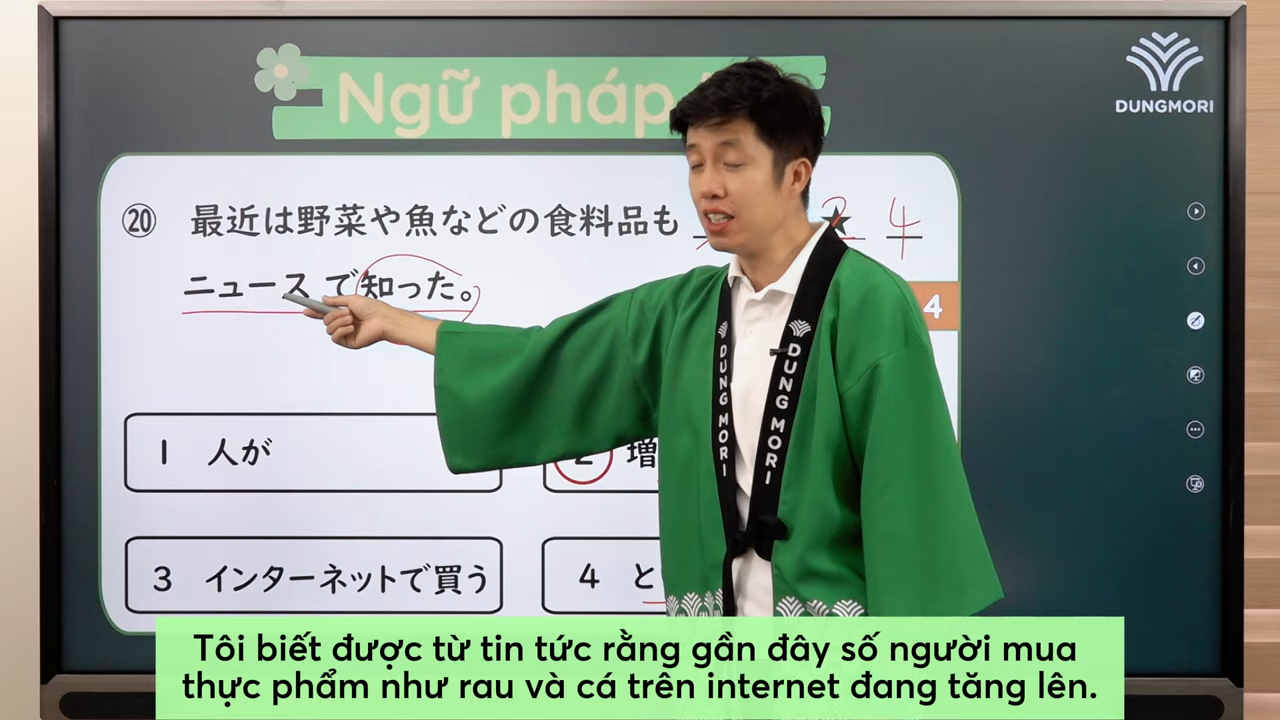 Ngữ pháp
DUNGMORI
⑳ 最近は野菜や魚などの食料品も
★ 4
ニュースで知った。
4
1 人が
2 増
3 インターネットで買う
4 と
DUNG MORI
DUNG MORI
Tôi biết được từ tin tức rằng gần đây số người mua
thực phẩm như rau và cá trên internet đang tăng lên.